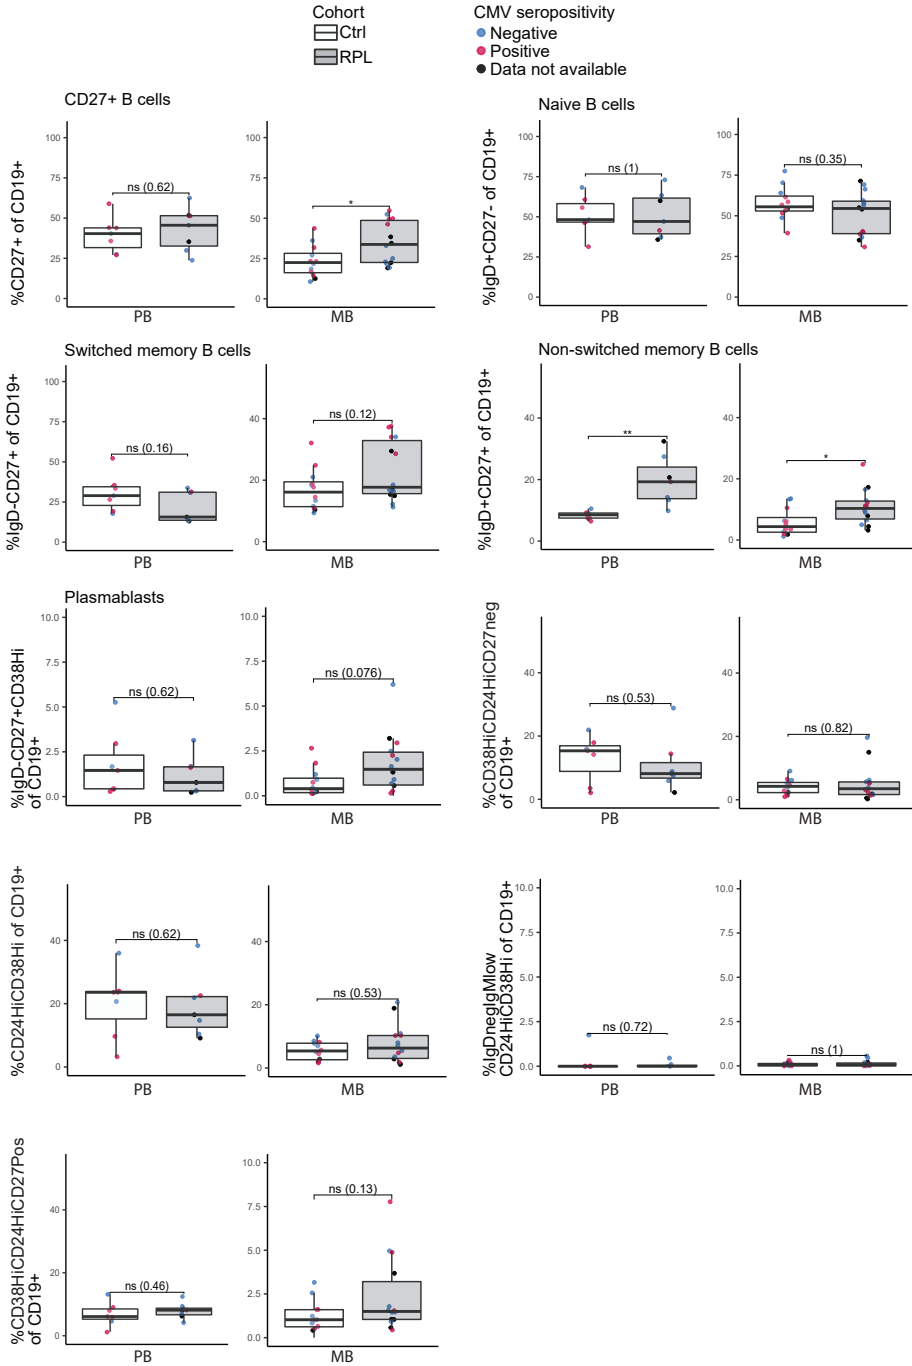 Cohort
Ctrl
RPL
CMV seropositivity
Negative
Positive
Data not available
CD27+ B cells
%CD27+ of CD19+
100
75
50
25
0
ns (0.62)
PB
100
75
50
25
0
*
MB
Naive B cells
%IgD+CD27- of CD19+
100
75
50
25
0
ns (1)
PB
100
75
50
25
0
ns (0.35)
MB
Switched memory B cells
%IgD-CD27+ of CD19+
100
75
50
25
0
ns (0.16)
PB
40
20
0
ns (0.12)
MB
Non-switched memory B cells
%IgD+CD27+ of CD19+
40
20
0
**
PB
40
20
0
*
MB
Plasmablasts
%IgD-CD27+CD38Hi
of CD19+
10.0
7.5
5.0
2.5
0.0
ns (0.62)
PB
10.0
7.5
5.0
2.5
0.0
ns (0.076)
MB
%CD38HiCD24HiCD27neg
of CD19+
40
20
0
ns (0.53)
PB
40
20
0
ns (0.82)
MB
%CD24HiCD38Hi of CD19+
40
20
0
ns (0.62)
PB
40
20
0
ns (0.53)
MB
%IgDnegIgMlow
CD24HiCD38Hi of CD19+
10.0
7.5
5.0
2.5
0.0
ns (0.72)
PB
10.0
7.5
5.0
2.5
0.0
ns (1)
MB
%CD38HiCD24HiCD27Pos
of CD19+
40
20
0
ns (0.46)
PB
10.0
7.5
5.0
2.5
0.0
ns (0.13)
MB